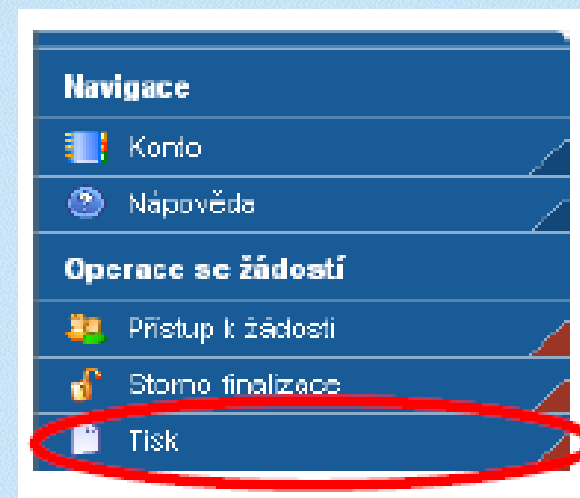 Navigace
Konto
Nápověda
Operace se žádostí
Přístup k žádosti
Storno finalizace
Tisk